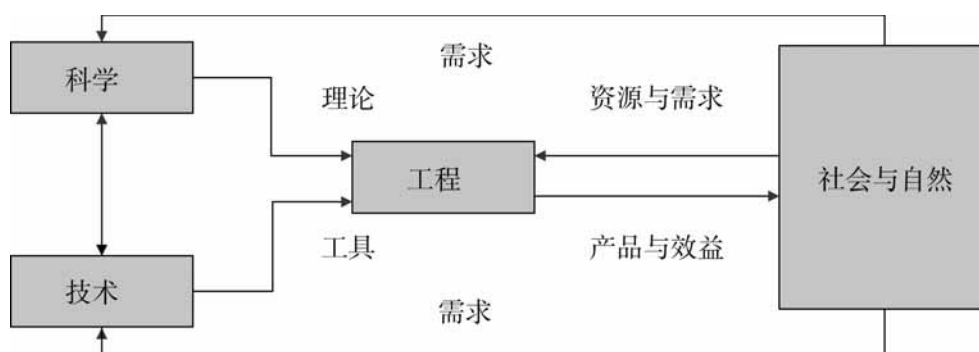 需求
科学
理论
资源与需求
工程
社会与自然
工具
产品与效益
技术
需求